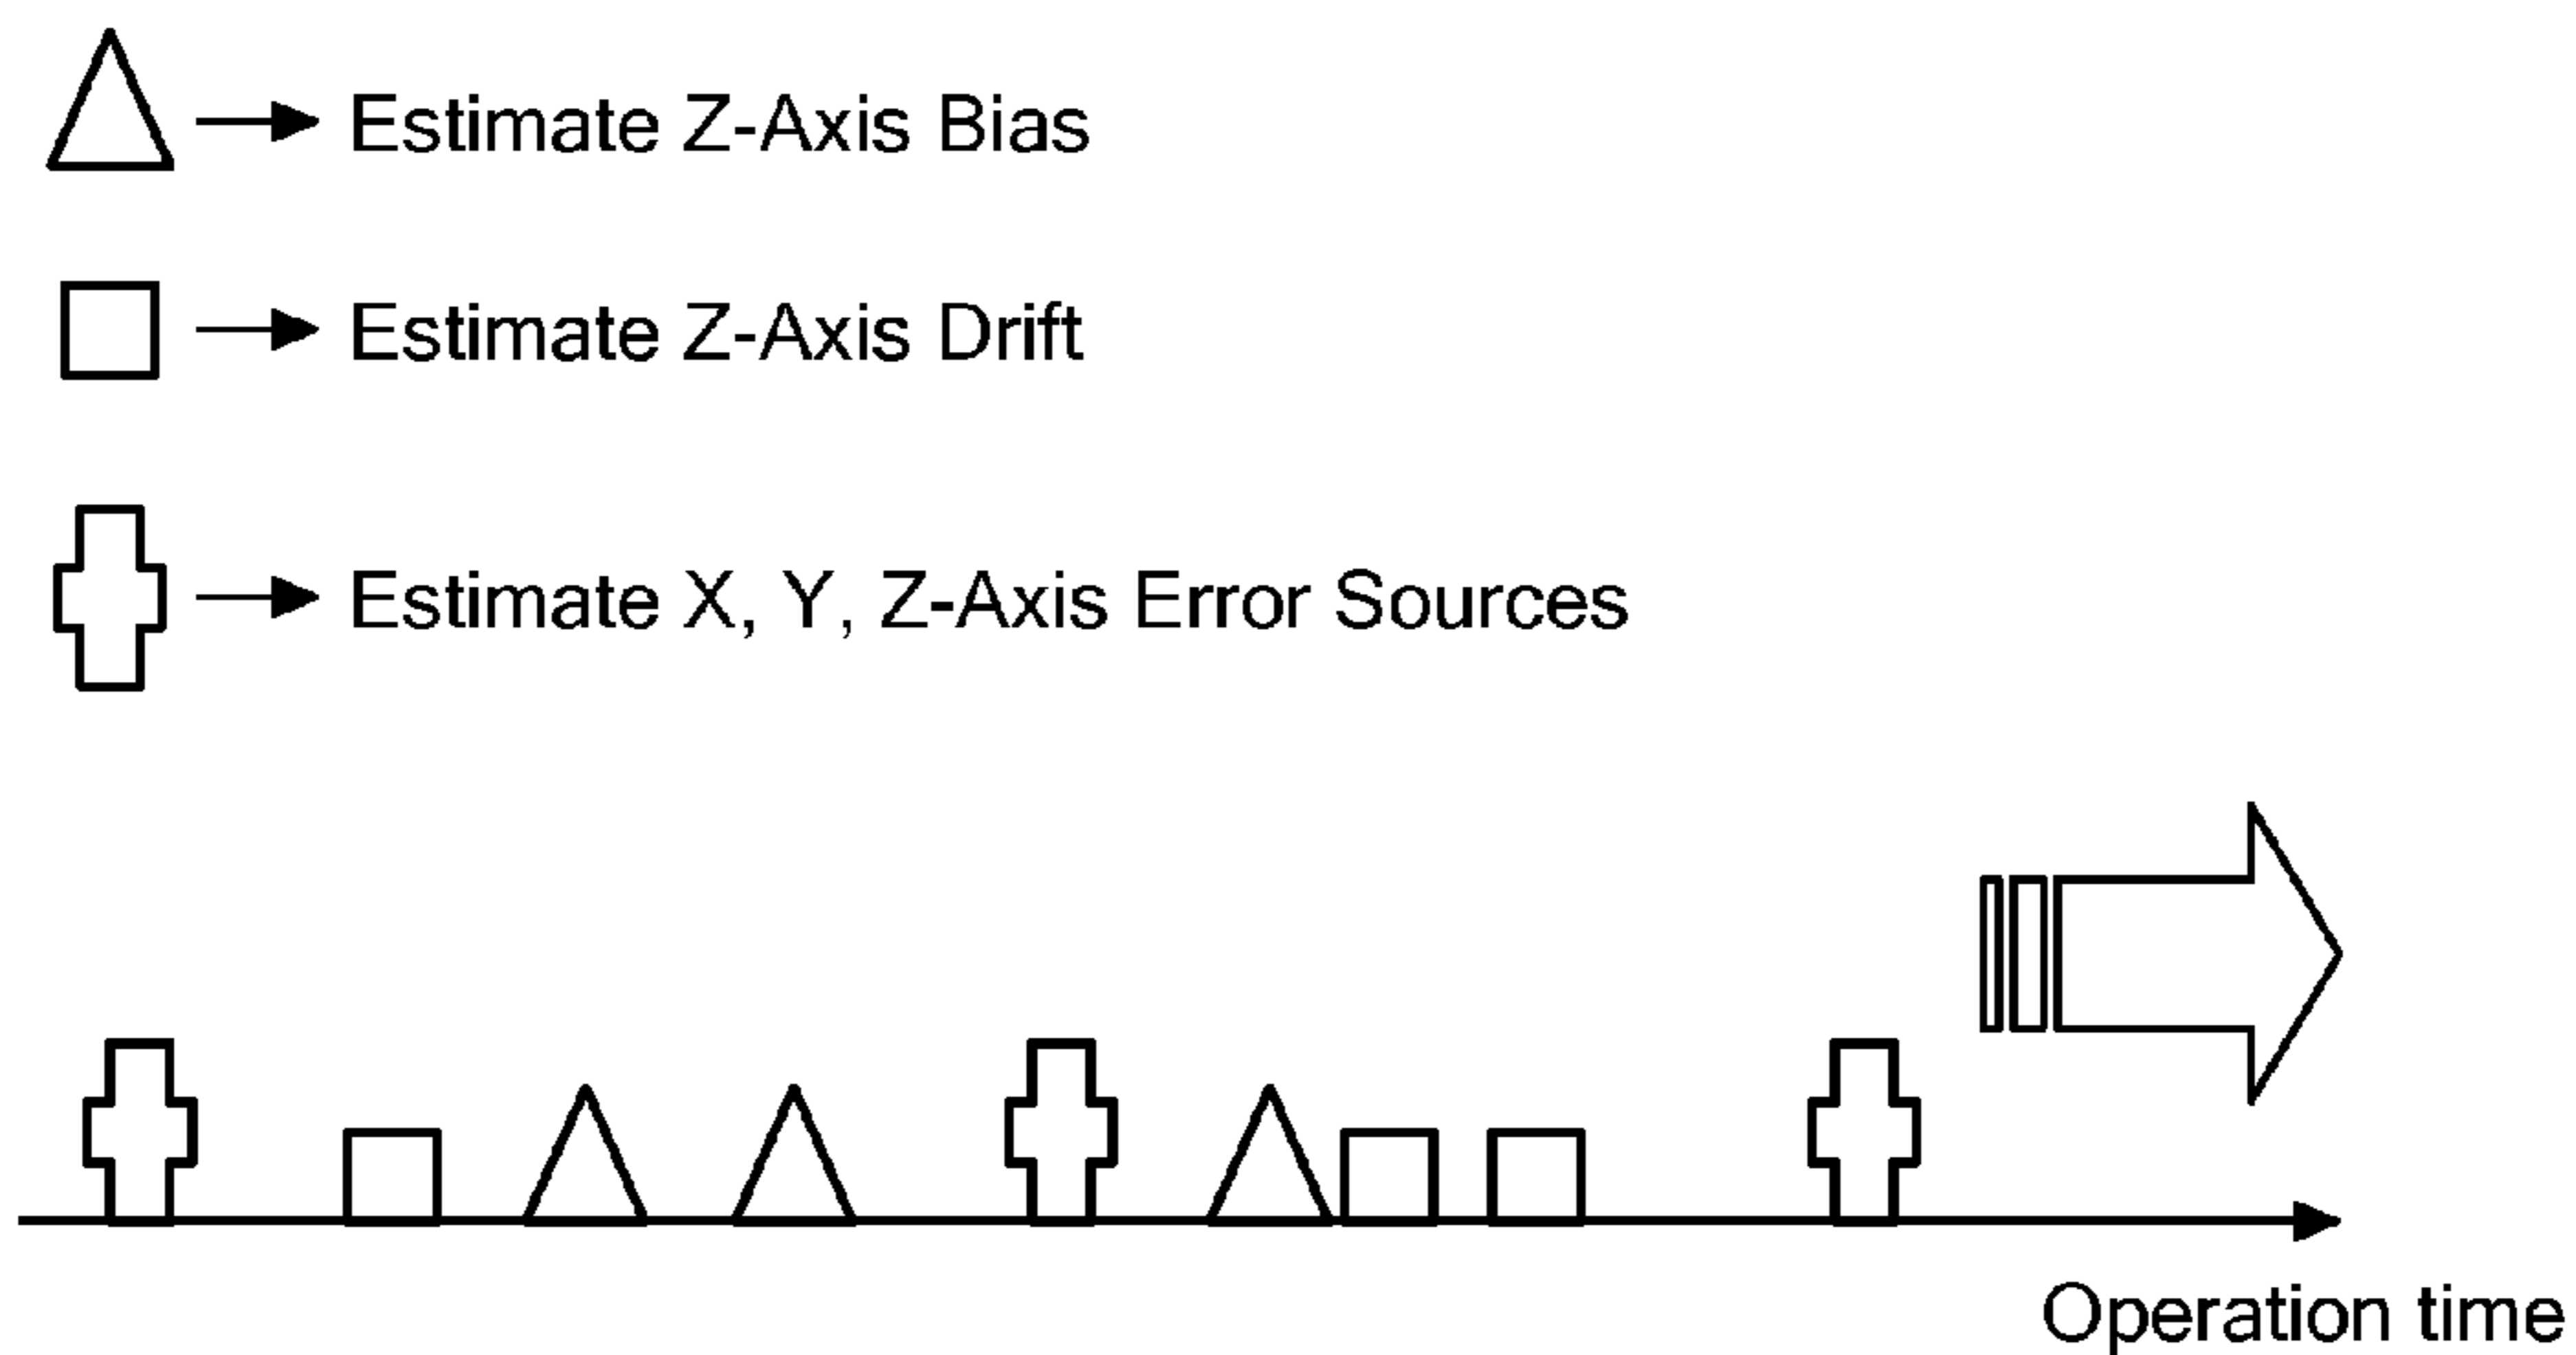 Estimate Z-Axis Bias
Estimate Z-Axis Drift
Estimate X, Y, Z-Axis Error Sources
Operation time